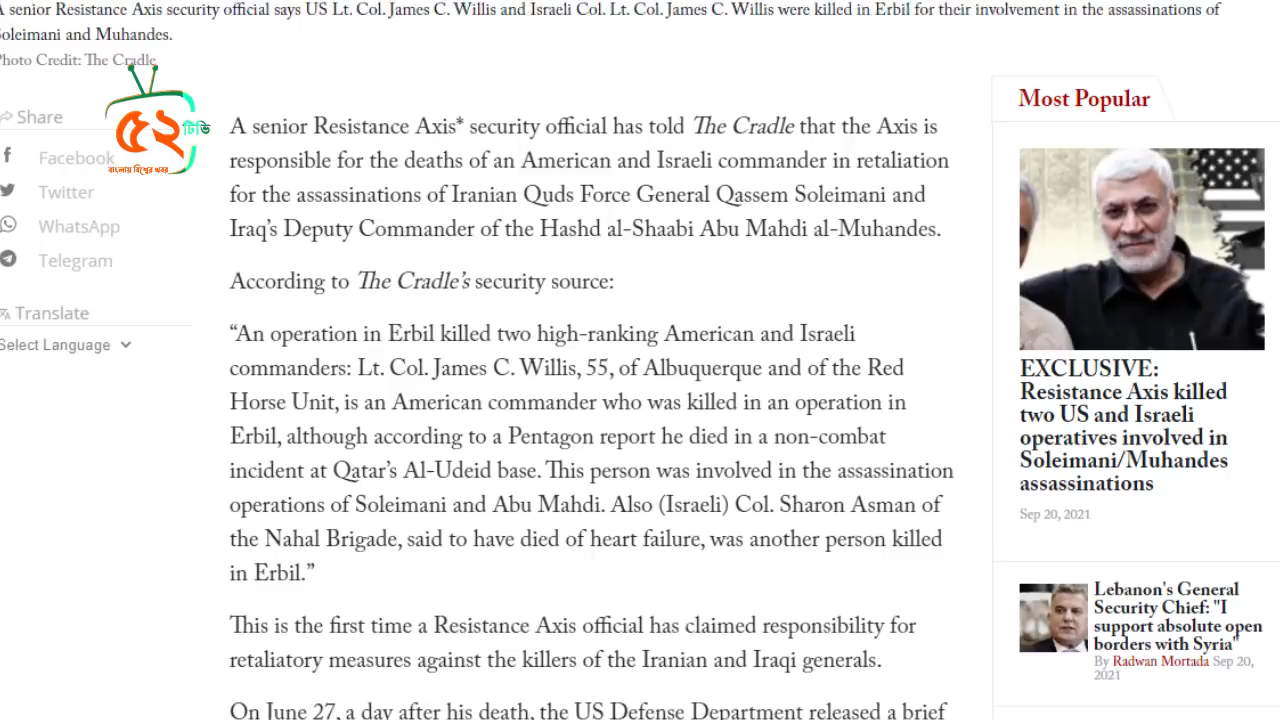 A senior Resistance Axis security official says US Lt. Col. James C. Willis and Israeli Col. Lt. Col. James C. Willis were killed in Erbil for their involvement in the assassinations of
Soleimani and Muhandes.
Photo Credit: The Cradle
Share
Facebook
Twitter
WhatsApp
Telegram
Translate
Select Language
৫২ টিভি
বাংলায় বিশ্বের খবর
A senior Resistance Axis* security official has told The Cradle that the Axis is
responsible for the deaths of an American and Israeli commander in retaliation
for the assassinations of Iranian Quds Force General Qassem Soleimani and
Iraq’s Deputy Commander of the Hashd al-Shaabi Abu Mahdi al-Muhandes.
According to The Cradle’s security source:
“An operation in Erbil killed two high-ranking American and Israeli
commanders: Lt. Col. James C. Willis, 55, of Albuquerque and of the Red
Horse Unit, is an American commander who was killed in an operation in
Erbil, although according to a Pentagon report he died in a non-combat
incident at Qatar’s Al-Udeid base. This person was involved in the assassination
operations of Soleimani and Abu Mahdi. Also (Israeli) Col. Sharon Asman of
the Nahal Brigade, said to have died of heart failure, was another person killed
in Erbil.”
This is the first time a Resistance Axis official has claimed responsibility for
retaliatory measures against the killers of the Iranian and Iraqi generals.
On June 27, a day after his death, the US Defense Department released a brief
Most Popular
EXCLUSIVE:
Resistance Axis killed
two US and Israeli
operatives involved in
Soleimani/Muhandes
assassinations
Sep 20, 2021
Lebanon's General
Security Chief: "I
support absolute open
borders with Syria"
By Radwan Mortada Sep 20,
2021